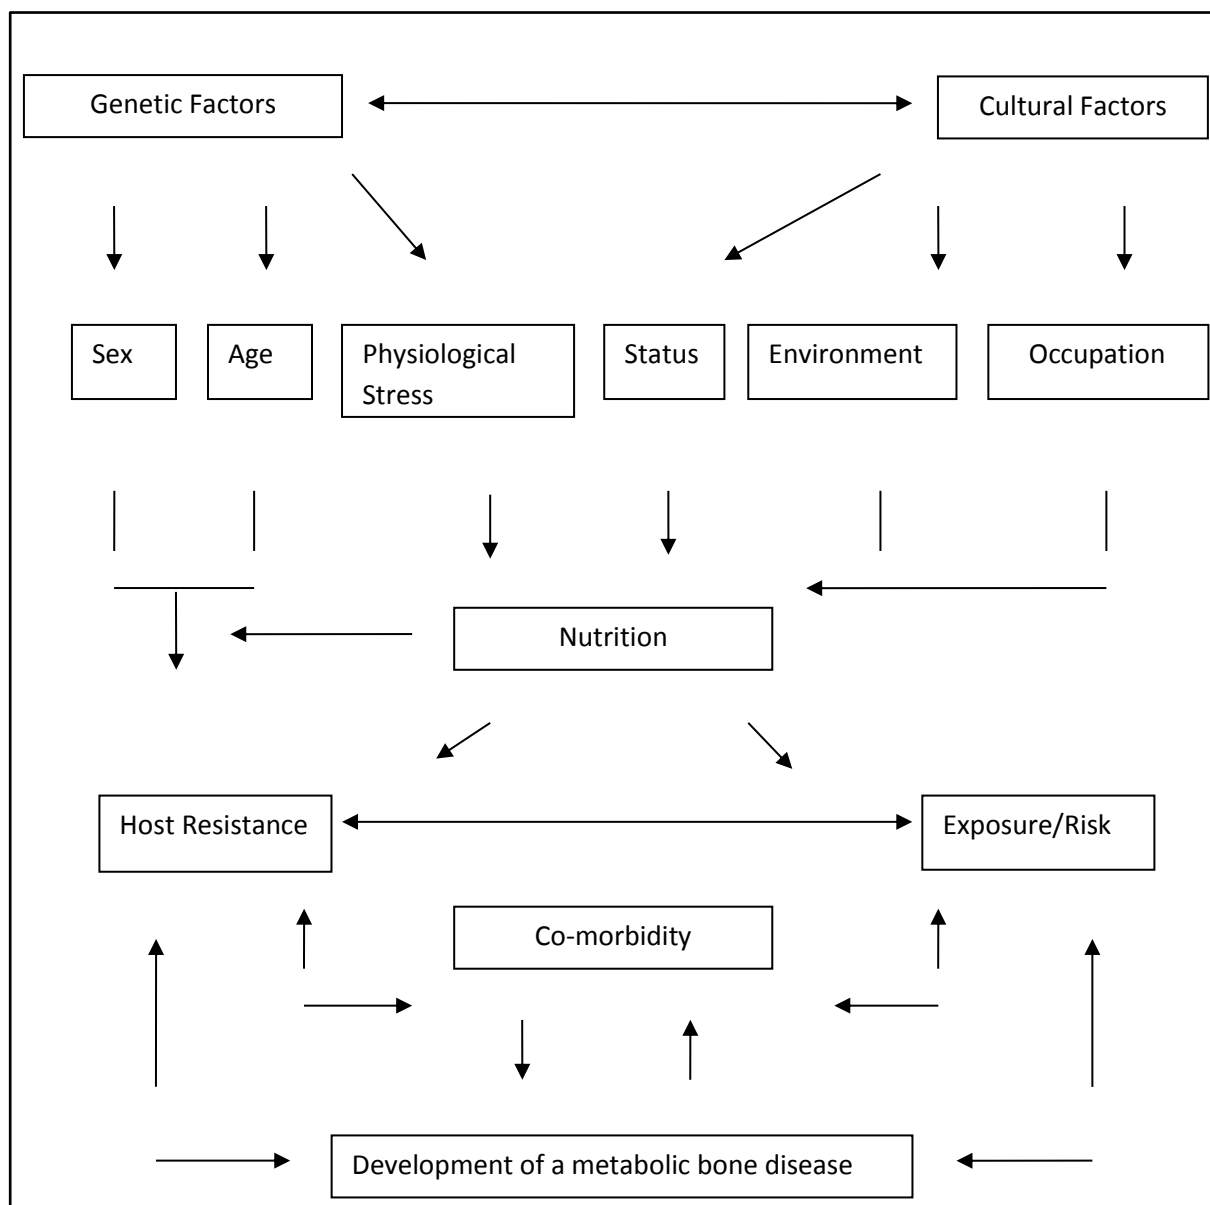 Genetic Factors
Cultural Factors
Sex
Age
Physiological
Stress
Status
Environment
Occupation
Nutrition
Host Resistance
Exposure/Risk
Co-morbidity
Development of a metabolic bone disease